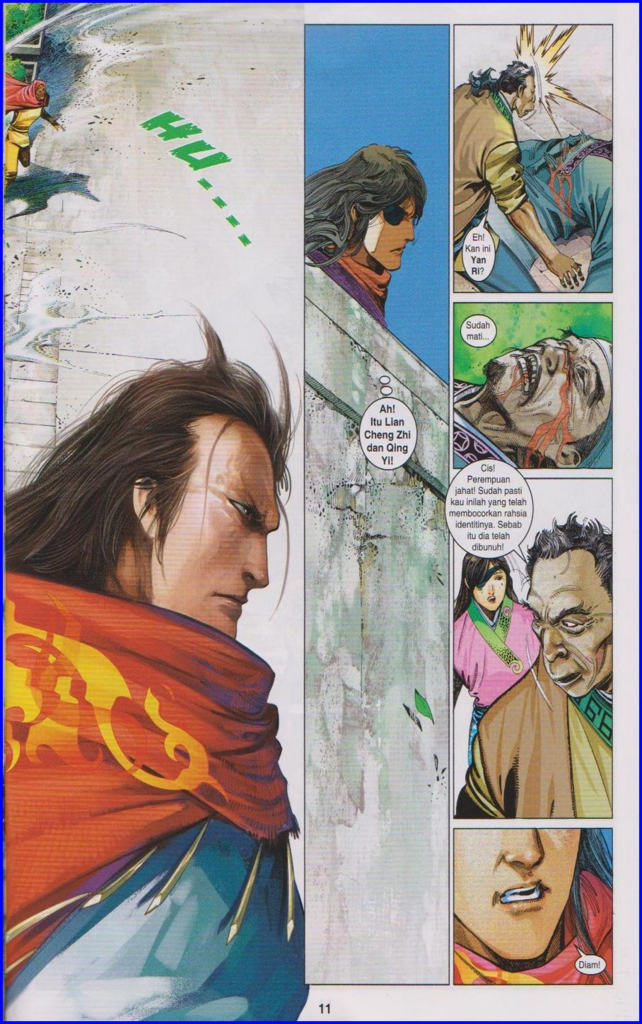 HU....
Ah!
Itu Lian
Cheng Zhi
dan Qing
Yi!
Eh!
Kan ini
Yan
RI?
Sudah
mati...
Cis!
Perempuan
jahat! Sudah pasti
kau inilah yang telah
membocorkan rahsia
identitinya. Sebab
itu dia telah
dibunuh!
66
Diam!
11